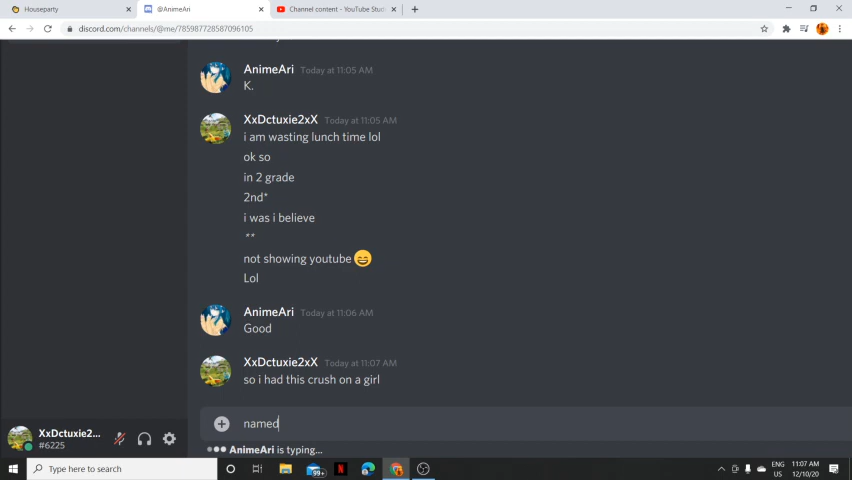 Houseparty
@AnimeAri
Channel content - YouTube Stud
discord.com/channels/@me/785987728587096105
AnimeAri Today at 11:05 AM
K.
XxDctuxie2xX Today at 11:05 AM
i am wasting lunch time lol
ok so
in 2 grade
2nd*
i was i believe
**
not showing youtube 😄
Lol
AnimeAri Today at 11:06 AM
Good
XxDctuxie2xX Today at 11:07 AM
so i had this crush on a girl
named
XxDctuxie2...
#6225
AnimeAri is typing...
Type here to search
99+
ENG
US
11:07 AM
12/10/20